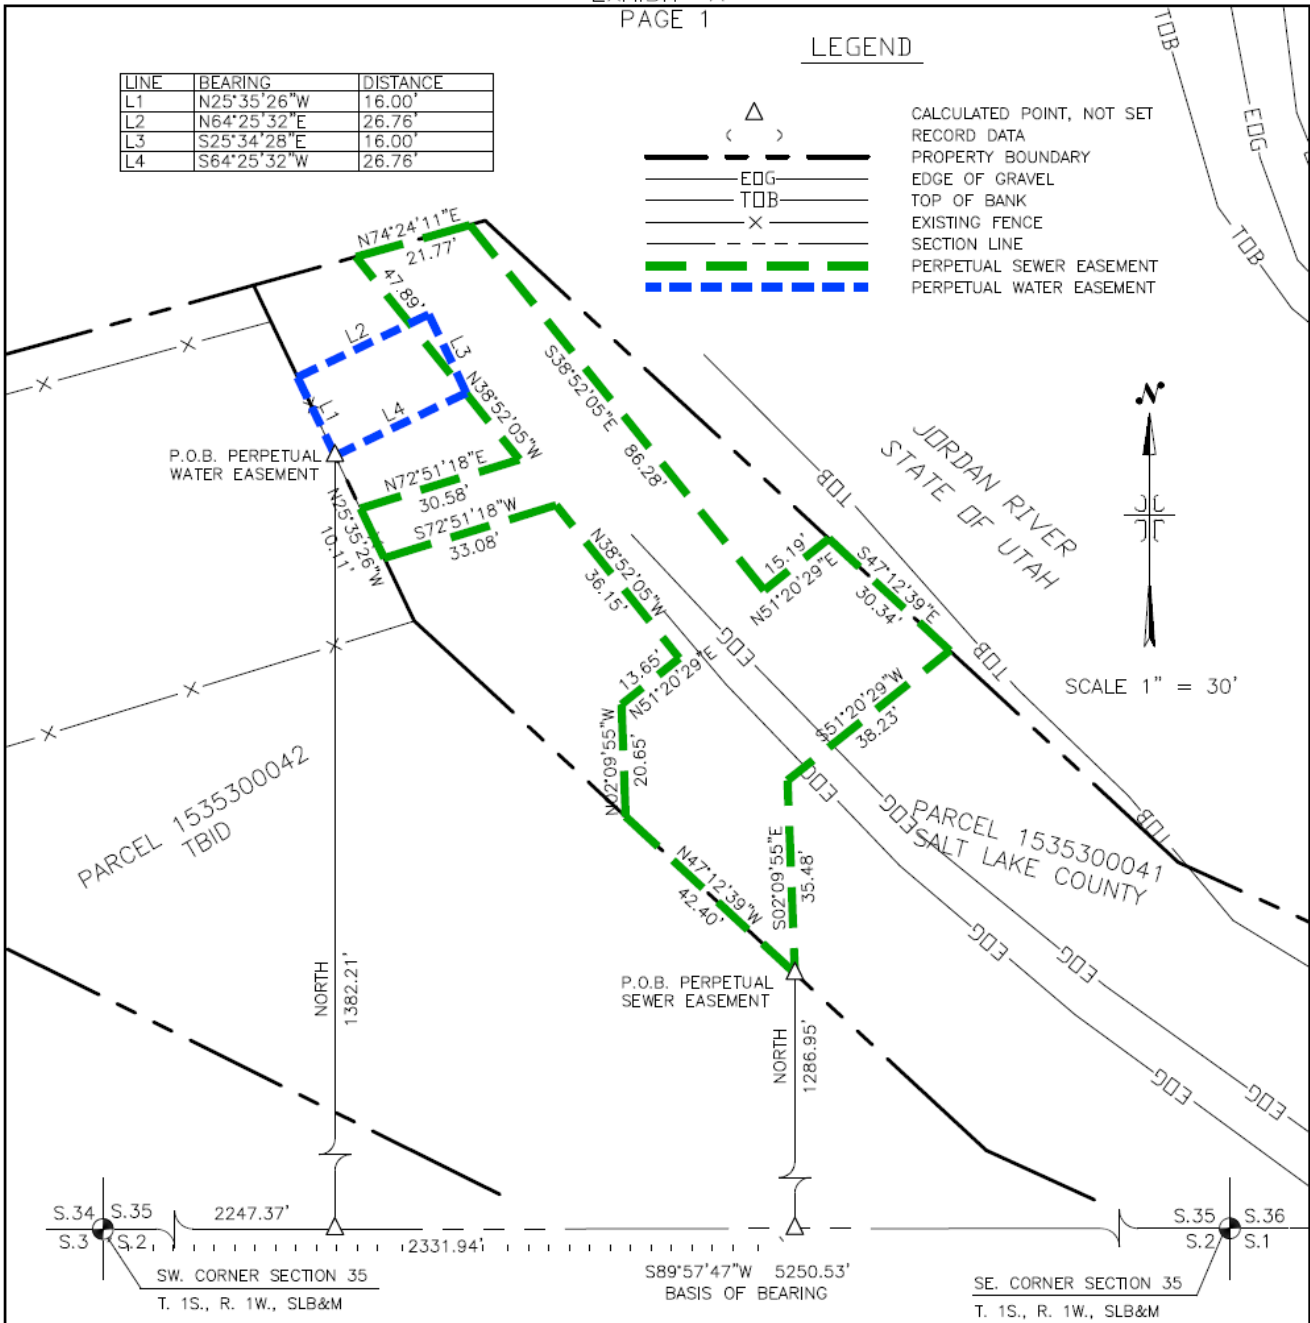 PAGE 1
LEGEND
LINE BEARING DISTANCE
L1 N25°35'26"W 16.00'
L2 N64°25'32"E 26.76'
L3 S25°34'28"E 16.00'
L4 S64°25'32"W 26.76'
CALCULATED POINT, NOT SET
( ) RECORD DATA
PROPERTY BOUNDARY
EOG EDGE OF GRAVEL
TOB TOP OF BANK
X EXISTING FENCE
SECTION LINE
PERPETUAL SEWER EASEMENT
PERPETUAL WATER EASEMENT
TOB
EOG
TOB
N74°24'11"E
21.77'
47.89'
L2
L3
L1
L4
N38°52'05"W
S38°52'05"E
86.28'
X
X
P.O.B. PERPETUAL
WATER EASEMENT
N72°51'18"E
30.58'
N25°35'26"W
10.11'
S72°51'18"W
33.08'
N38°52'05"W
36.15'
15.19'
N51°20'29"E
S47°12'39"E
30.34'
TOB
JORDAN RIVER
STATE OF UTAH
N
SCALE 1" = 30'
EOG
TOB
13.65'
N51°20'29"E
S51°20'29"W
38.23'
N02°09'55"W
20.65'
X
X
X
PARCEL 1535300042
TBID
EOG
EOG
TOB
PARCEL 1535300041
SALT LAKE COUNTY
N47°12'39"W
42.40'
S02°09'55"E
35.48'
EOG
EOG
EOG
EOG
P.O.B. PERPETUAL
SEWER EASEMENT
NORTH
1382.21'
NORTH
1286.95'
S.34 S.35
S.3 S.2
2247.37'
2331.94'
S.35 S.36
S.2 S.1
SW. CORNER SECTION 35
T. 1S., R. 1W., SLB&M
S89°57'47"W 5250.53'
BASIS OF BEARING
SE. CORNER SECTION 35
T. 1S., R. 1W., SLB&M